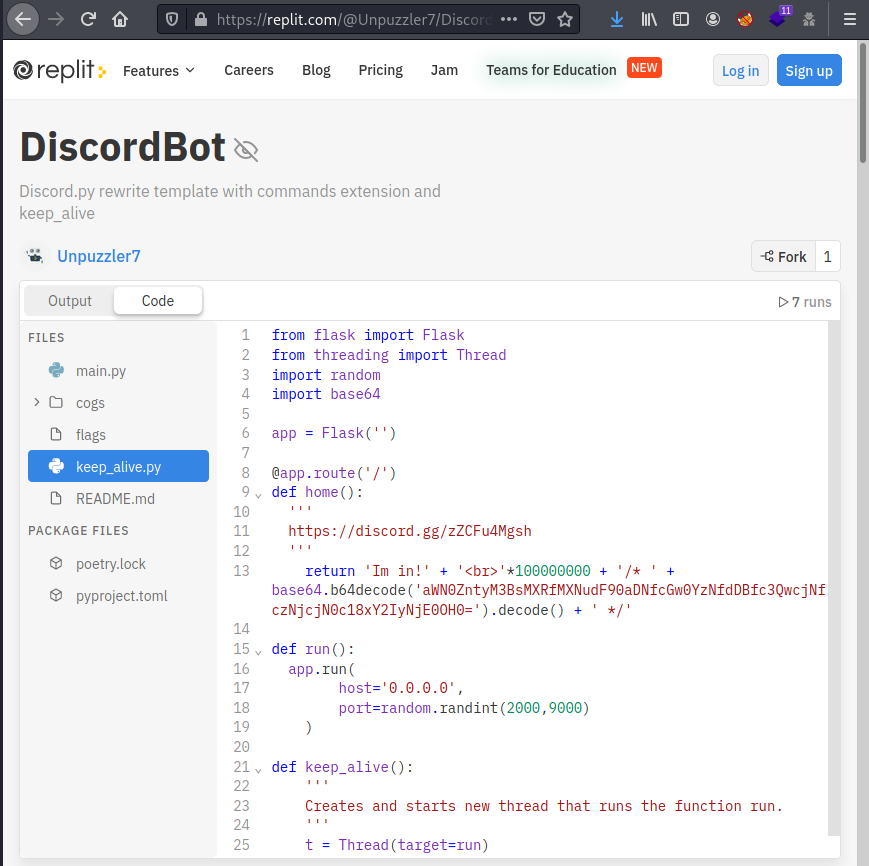 https://replit.com/@Unpuzzler7/Discord
11
replit
Features
Careers
Blog
Pricing
Jam
Teams for Education
NEW
Log in
Sign up
DiscordBot
Discord.py rewrite template with commands extension and
keep_alive
Unpuzzler7
Fork 1
Output
Code
7 runs
FILES
main.py
cogs
flags
keep_alive.py
README.md
PACKAGE FILES
poetry.lock
pyproject.toml
1 from flask import Flask
2 from threading import Thread
3 import random
4 import base64
5
6 app = Flask('')
7
8 @app.route('/')
9 def home():
10 '''
11 https://discord.gg/zZCFu4Mgsh
12 '''
13 return 'Im in!' + '<br>'*100000000 + '/* ' +
base64.b64decode('aWN0ZntyM3BsMXRfMXNudF90aDNfcGw0YzNfdDBfc3QwcjNf
czNjcjN0c18xY2IyNjE0OH0=').decode() + ' */'
14
15 def run():
16 app.run(
17 host='0.0.0.0',
18 port=random.randint(2000,9000)
19 )
20
21 def keep_alive():
22 '''
23 Creates and starts new thread that runs the function run.
24 '''
25 t = Thread(target=run)